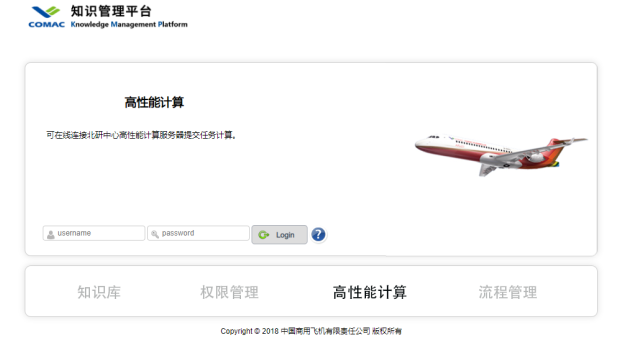 知识管理平台
COMAC Knowledge Management Platform
高性能计算
可在线连接北研中心高性能计算服务器提交任务计算。
username password Login ?
知识库 权限管理 高性能计算 流程管理
Copyright © 2018 中国商用飞机有限责任公司 版权所有